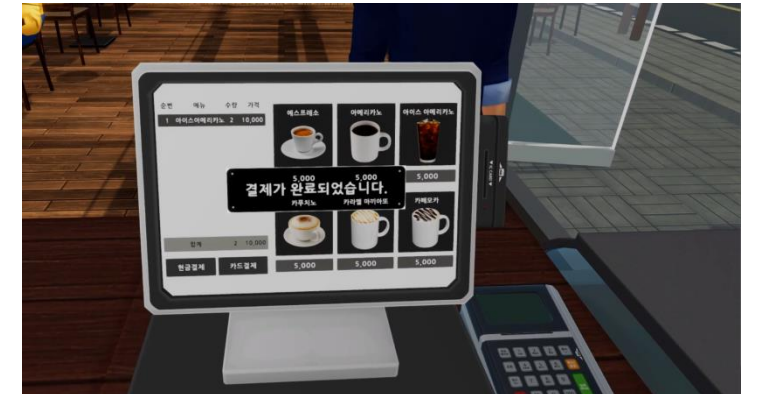 순번 메뉴 수량 가격
1 아이스아메리카노 2 10,000
합계 2 10,000
현금결제 카드결제
에스프레소 아메리카노 아이스 아메리카노
5,000 5,000 5,000
결제가 완료되었습니다.
카푸치노 카라멜 마끼아또 카페모카
5,000 5,000 5,000